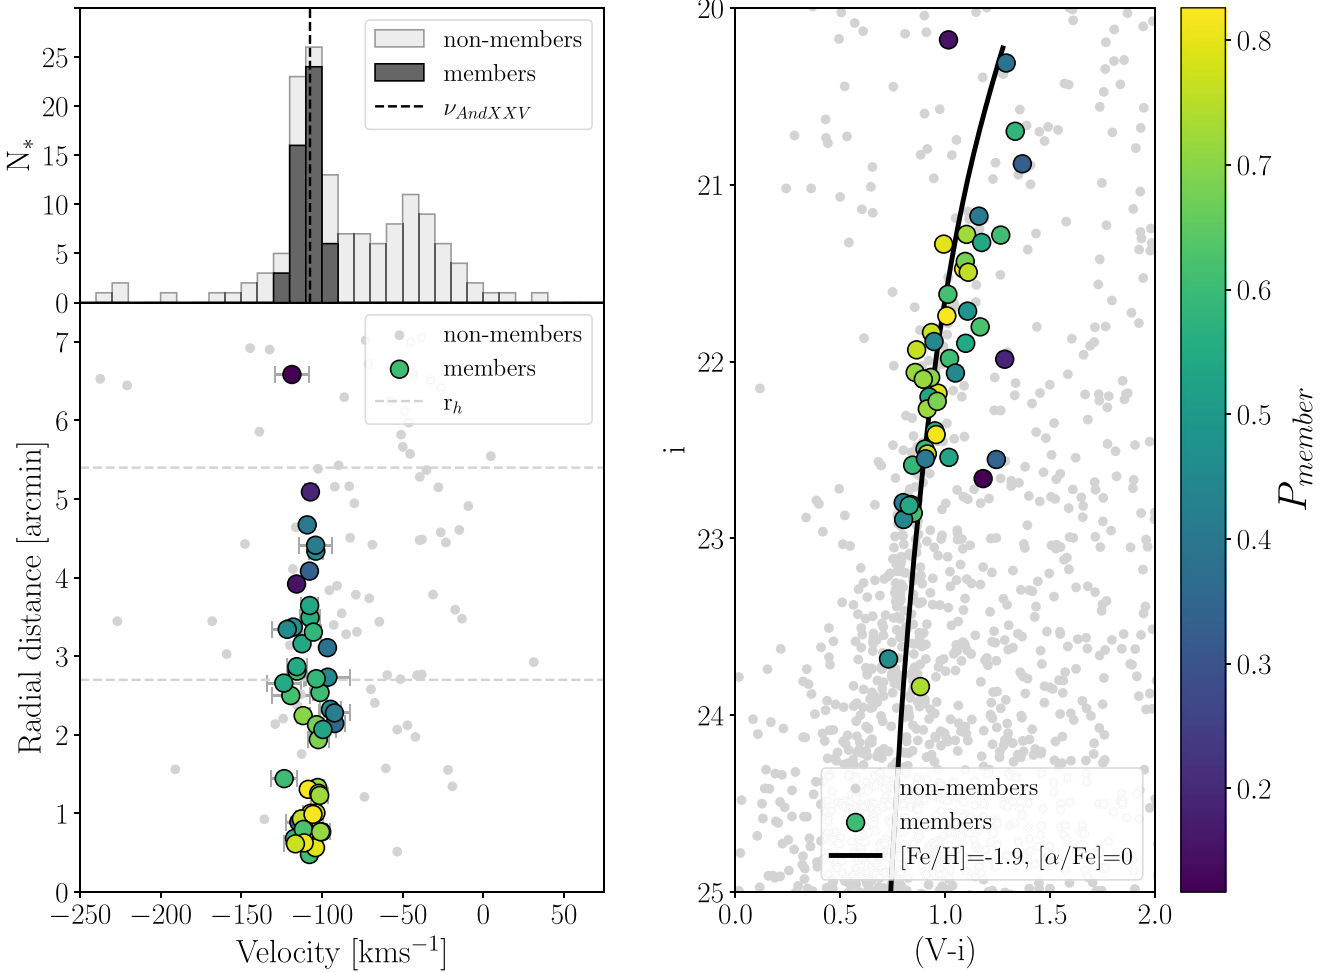 non-members
members
ν_AndXXV
N*
25
20
15
10
5
0
non-members
members
r_h
7
6
5
4
3
2
1
0
Radial distance [arcmin]
−250 −200 −150 −100 −50 0 50
Velocity [kms⁻¹]
20
21
22
23
24
25
i
non-members
members
[Fe/H]=-1.9, [α/Fe]=0
0.0 0.5 1.0 1.5 2.0
(V-i)
0.8
0.7
0.6
0.5
0.4
0.3
0.2
P_member